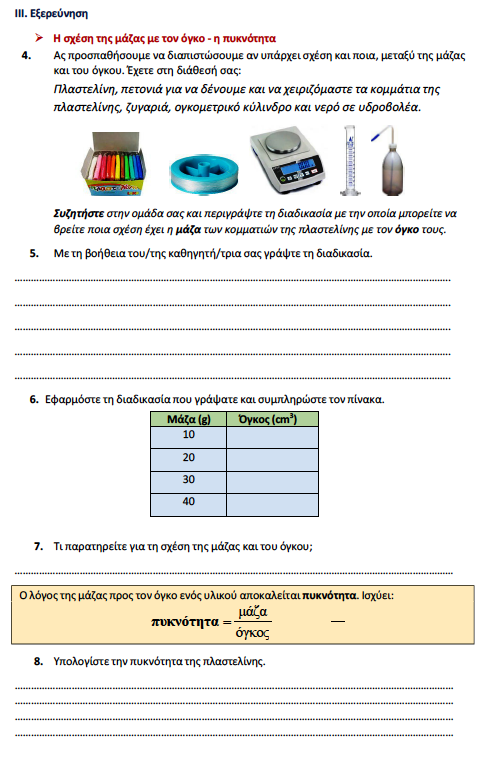 III. Εξερεύνηση
➤ Η σχέση της μάζας με τον όγκο - η πυκνότητα
4. Ας προσπαθήσουμε να διαπιστώσουμε αν υπάρχει σχέση και ποια, μεταξύ της μάζας
και του όγκου. Έχετε στη διάθεσή σας:
Πλαστελίνη, πετονιά για να δένουμε και να χειριζόμαστε τα κομμάτια της
πλαστελίνης, ζυγαριά, ογκομετρικό κύλινδρο και νερό σε υδροβολέα.
Συζητήστε στην ομάδα σας και περιγράψτε τη διαδικασία με την οποία μπορείτε να
βρείτε ποια σχέση έχει η μάζα των κομματιών της πλαστελίνης με τον όγκο τους.
5. Με τη βοήθεια του/της καθηγητή/τρια σας γράψτε τη διαδικασία.
6. Εφαρμόστε τη διαδικασία που γράψατε και συμπληρώστε τον πίνακα.
Μάζα (g) Όγκος (cm³)
10
20
30
40
7. Τι παρατηρείτε για τη σχέση της μάζας και του όγκου;
Ο λόγος της μάζας προς τον όγκο ενός υλικού αποκαλείται πυκνότητα. Ισχύει:
πυκνότητα = μάζα / όγκος
8. Υπολογίστε την πυκνότητα της πλαστελίνης.